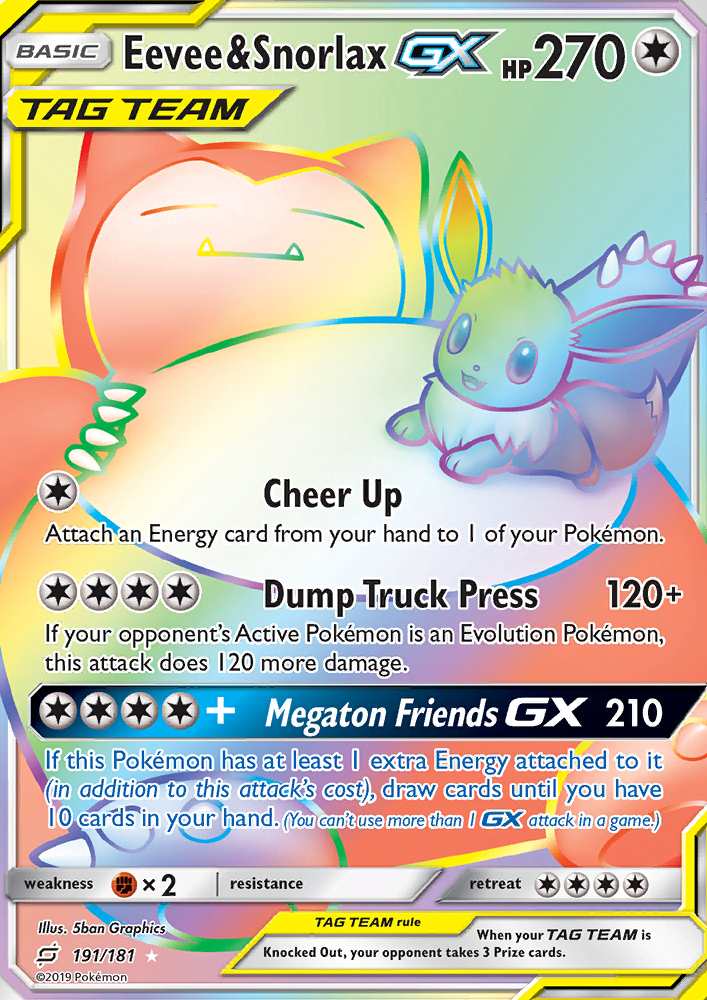 BASIC Eevee&Snorlax GX HP270
TAG TEAM
Cheer Up
Attach an Energy card from your hand to 1 of your Pokémon.
Dump Truck Press 120+
If your opponent's Active Pokémon is an Evolution Pokémon,
this attack does 120 more damage.
+ Megaton Friends GX 210
If this Pokémon has at least 1 extra Energy attached to it
(in addition to this attack's cost), draw cards until you have
10 cards in your hand. (You can't use more than 1 GX attack in a game.)
weakness ×2 resistance retreat
Illus. 5ban Graphics
191/181
©2019 Pokémon
TAG TEAM rule
When your TAG TEAM is
Knocked Out, your opponent takes 3 Prize cards.